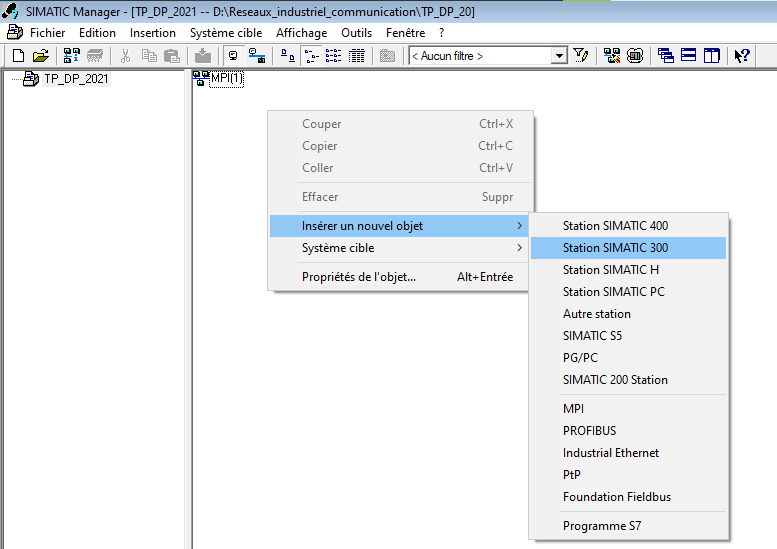 SIMATIC Manager - [TP_DP_2021 -- D:\Reseaux_industriel_communication\TP_DP_20]
Fichier Edition Insertion Système cible Affichage Outils Fenêtre ?
< Aucun filtre >
TP_DP_2021
MPI(1)
Couper Ctrl+X
Copier Ctrl+C
Coller Ctrl+V
Effacer Suppr
Insérer un nouvel objet
Système cible
Propriétés de l'objet... Alt+Entrée
Station SIMATIC 400
Station SIMATIC 300
Station SIMATIC H
Station SIMATIC PC
Autre station
SIMATIC S5
PG/PC
SIMATIC 200 Station
MPI
PROFIBUS
Industrial Ethernet
PtP
Foundation Fieldbus
Programme S7